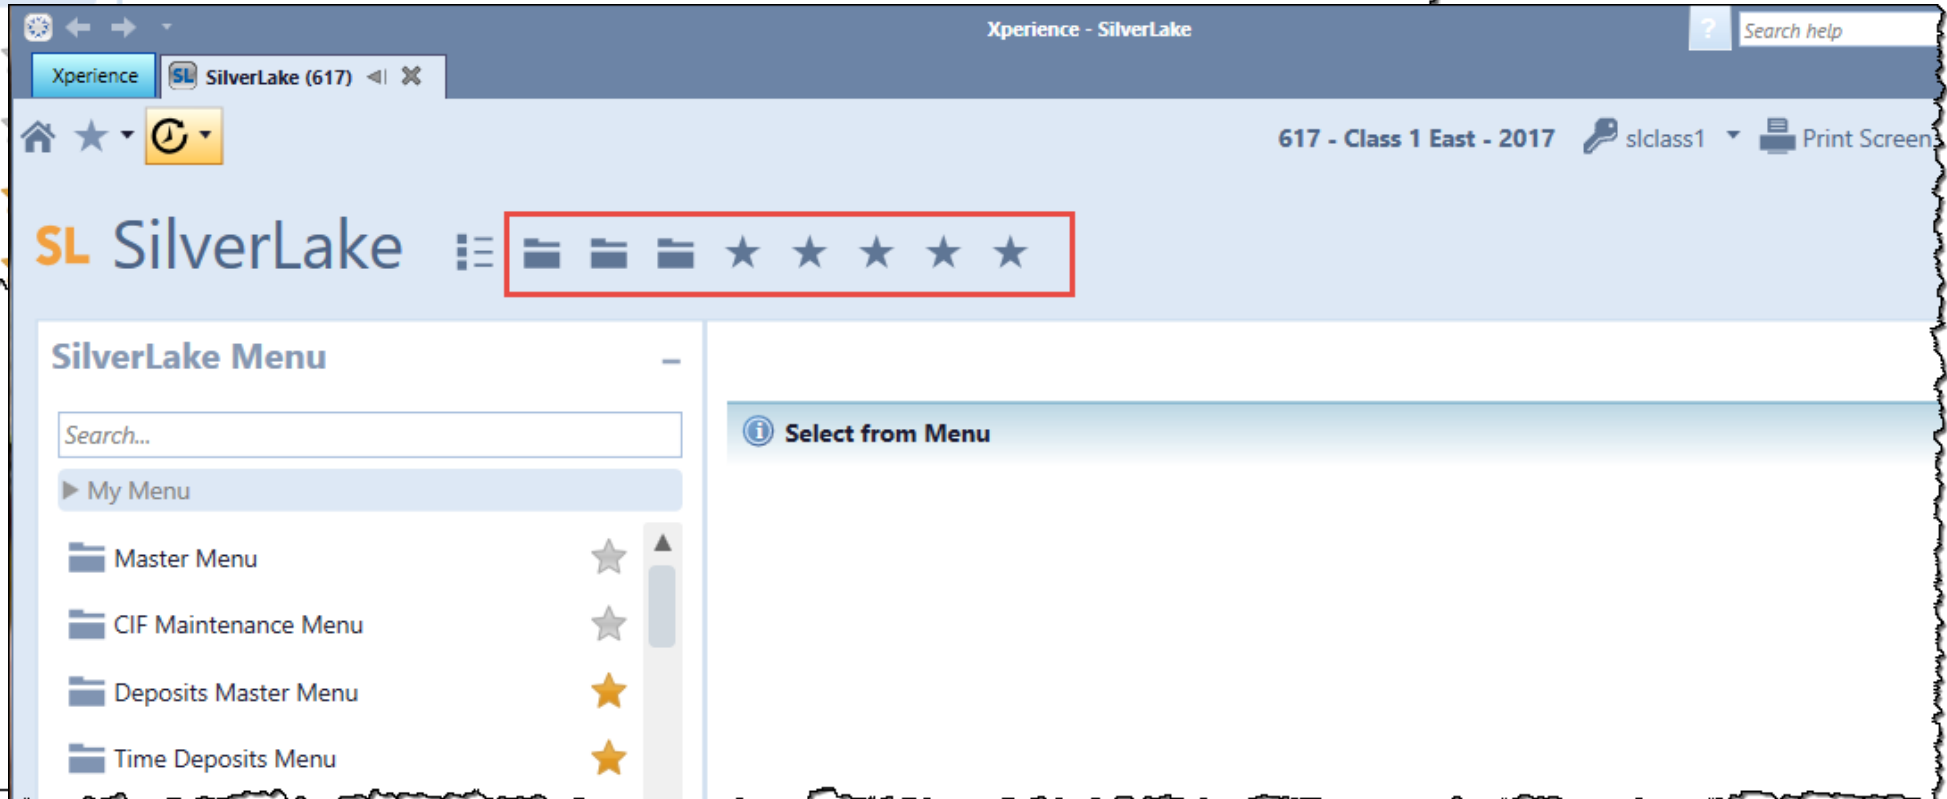 Xperience - SilverLake
?
Search help
Xperience
SL SilverLake (617)
617 - Class 1 East - 2017
slclass1
Print Screen
SL SilverLake
SilverLake Menu
Search...
My Menu
Select from Menu
Master Menu
CIF Maintenance Menu
Deposits Master Menu
Time Deposits Menu